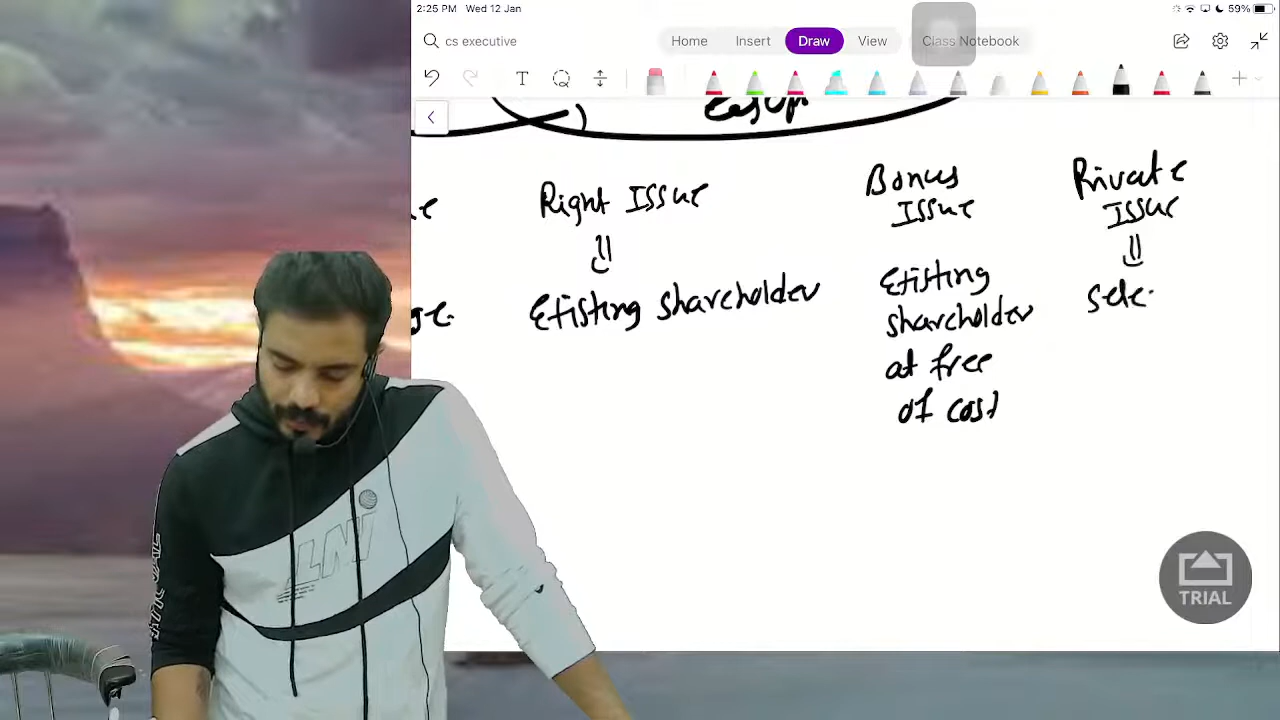 2:25 PM Wed 12 Jan
59%
cs executive
Home Insert Draw View Class Notebook
Right Issue
Bonus
Issue
Private
Issue
Existing shareholder
Existing
shareholder
at free
of cost
sele
LNI
TRIAL